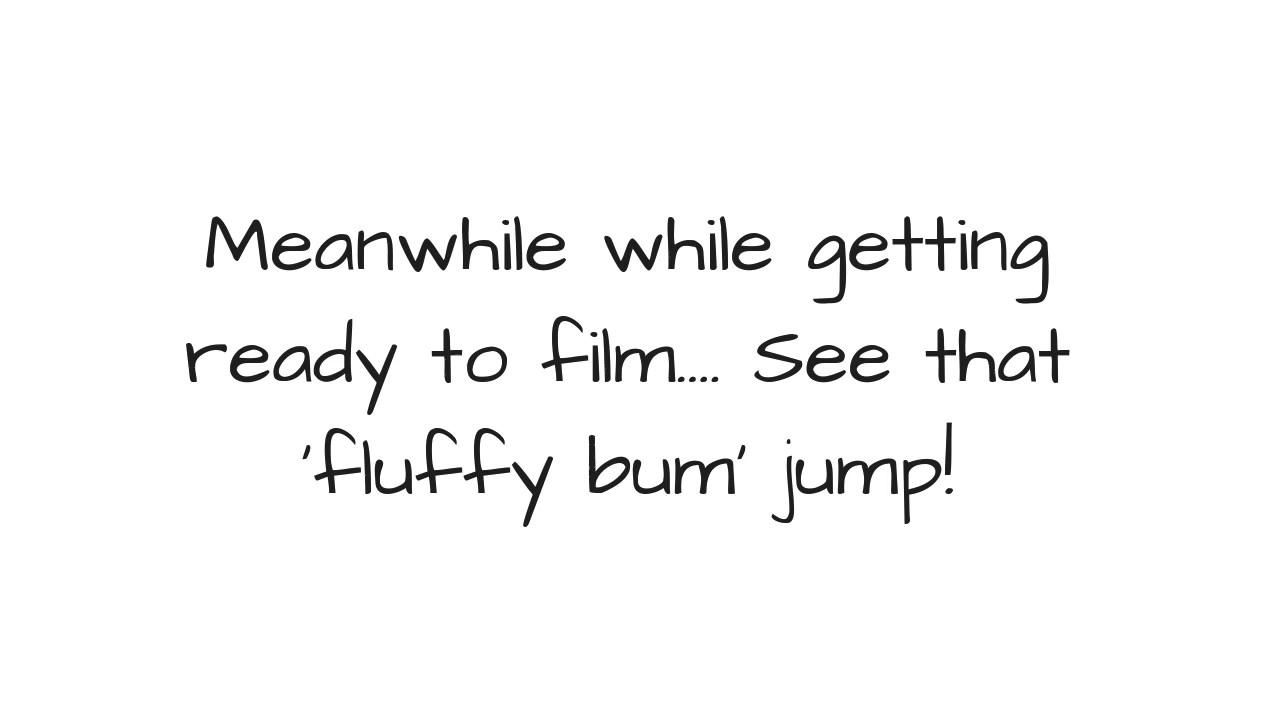 Meanwhile while getting
ready to film.... See that
'fluffy bum' jump!